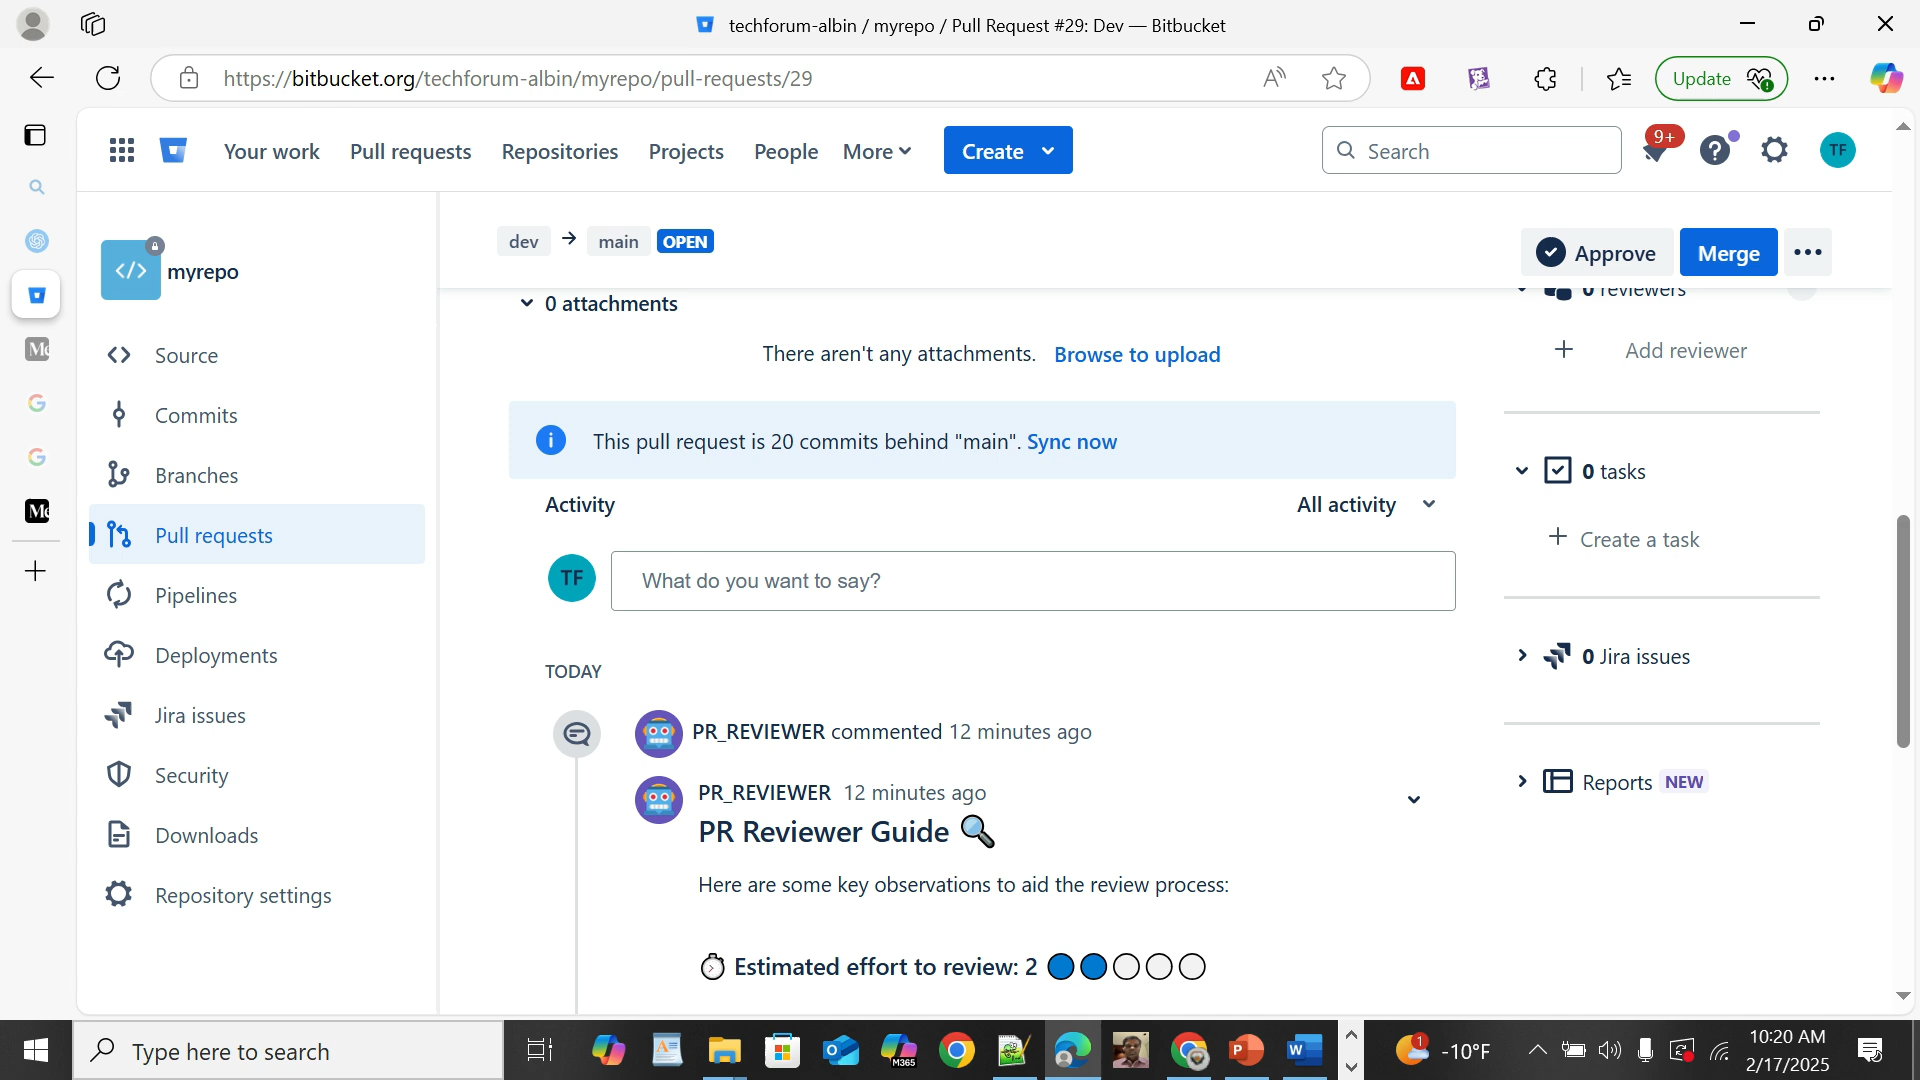 techforum-albin / myrepo / Pull Request #29: Dev — Bitbucket
https://bitbucket.org/techforum-albin/myrepo/pull-requests/29
Update
Your work Pull requests Repositories Projects People More Create Search 9+ TF
myrepo
dev → main OPEN
Approve Merge
Source
Commits
Branches
Pull requests
Pipelines
Deployments
Jira issues
Security
Downloads
Repository settings
0 attachments
There aren't any attachments. Browse to upload
This pull request is 20 commits behind "main". Sync now
Activity All activity
TF What do you want to say?
TODAY
PR_REVIEWER commented 12 minutes ago
PR_REVIEWER 12 minutes ago
PR Reviewer Guide 🔍
Here are some key observations to aid the review process:
⏱ Estimated effort to review: 2 🔵🔵⚪⚪⚪
0 reviewers
Add reviewer
0 tasks
Create a task
0 Jira issues
Reports NEW
Type here to search
M365
1 -10°F
10:20 AM
2/17/2025